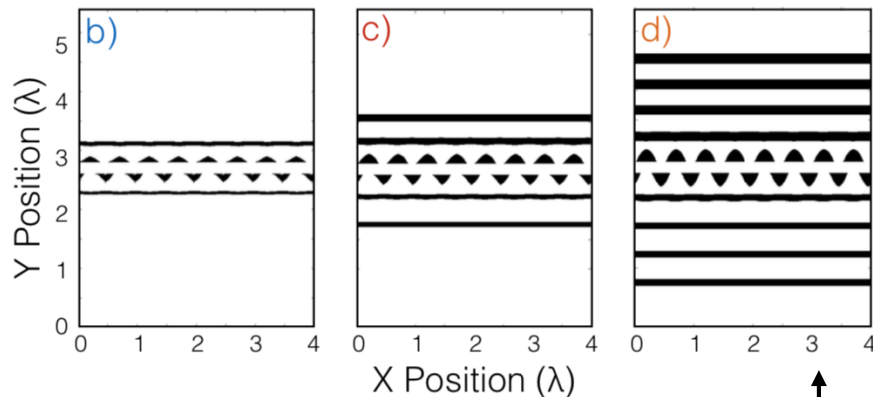 b)
c)
d)
Y Position (λ)
5
4
3
2
1
0
0 1 2 3 4
0 1 2 3 4
0 1 2 3 4
X Position (λ)